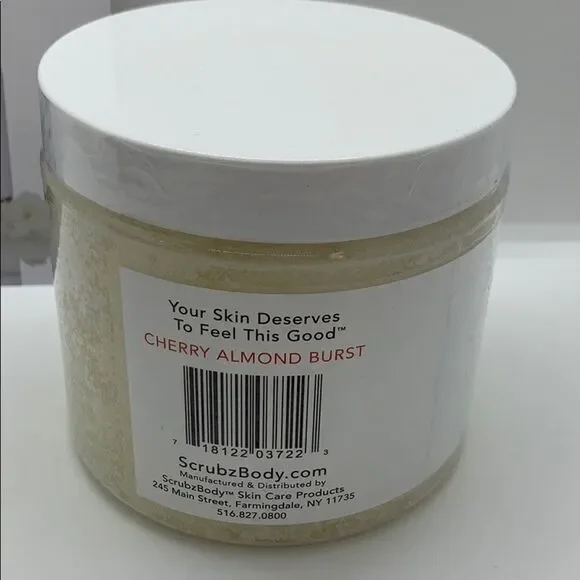 Your Skin Deserves
To Feel This Good™
CHERRY ALMOND BURST
7 18122 03722 3
ScrubzBody.com
Manufactured & Distributed by
ScrubzBody™ Skin Care Products
245 Main Street, Farmingdale, NY 11735
516.827.0800